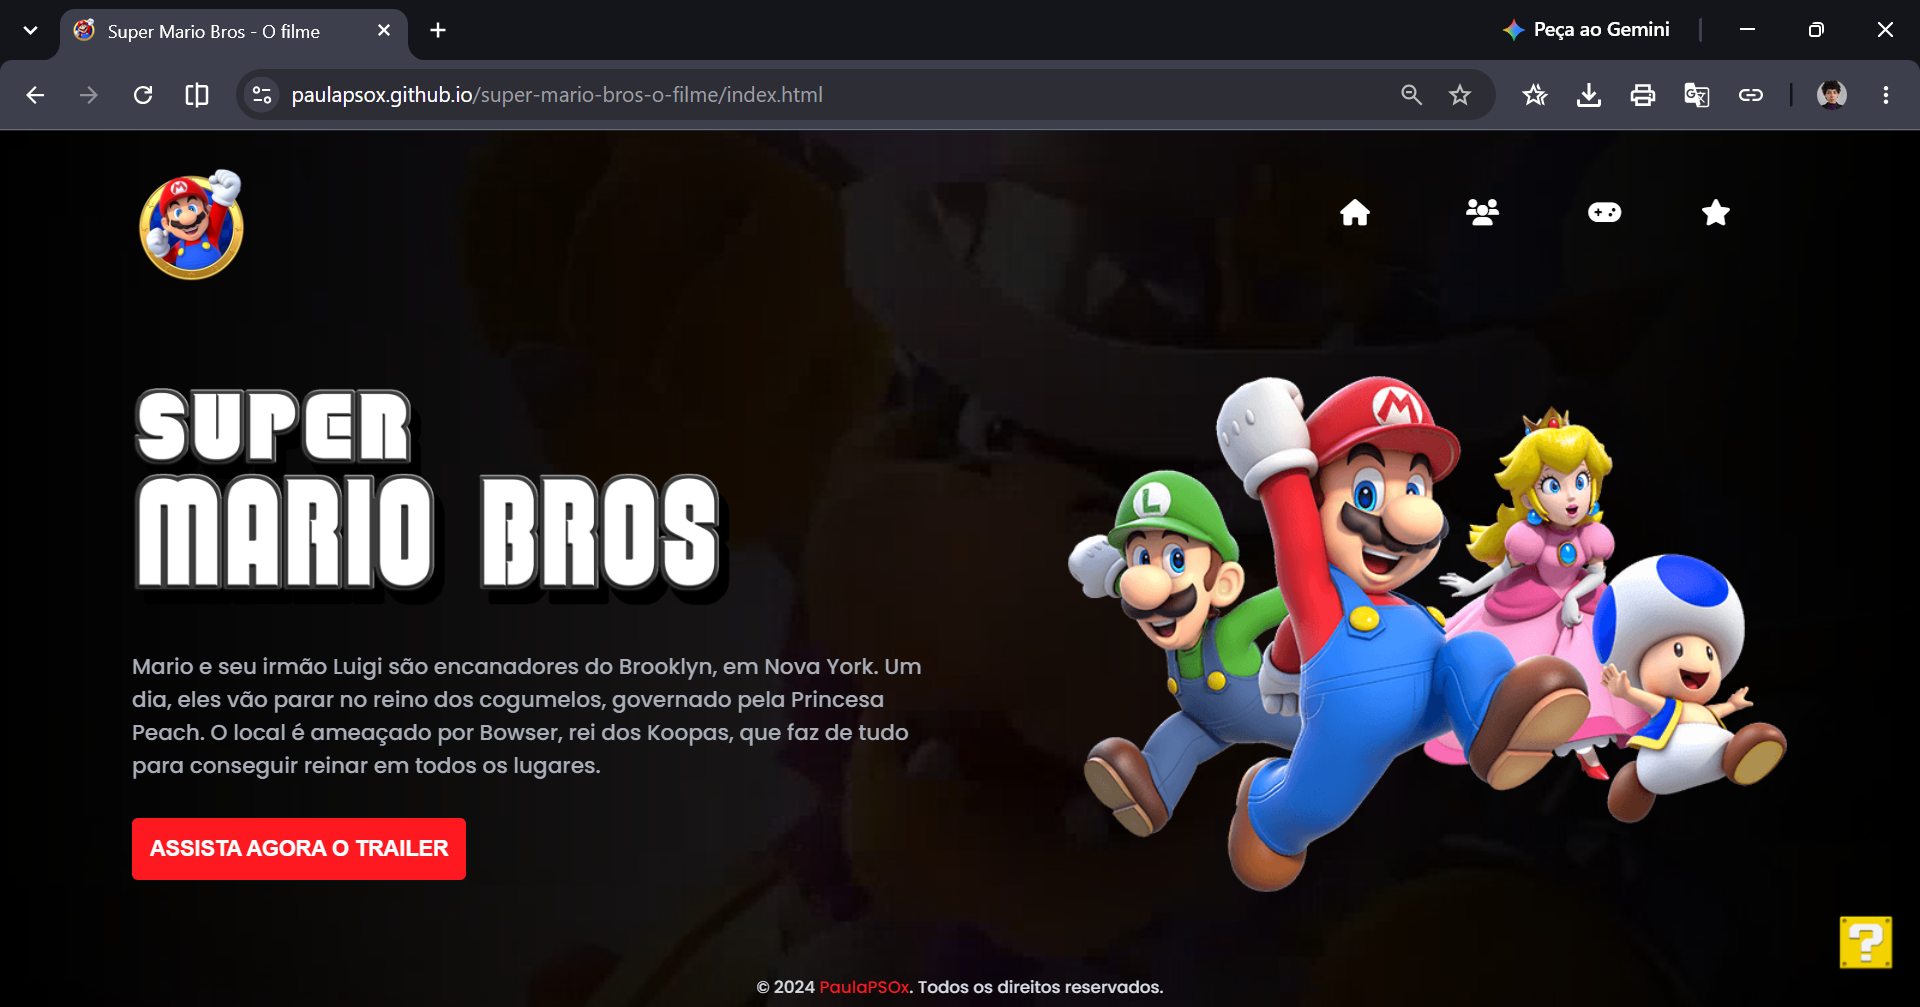 Super Mario Bros - O filme
Peça ao Gemini
paulapsox.github.io/super-mario-bros-o-filme/index.html
SUPER
MARIO BROS
Mario e seu irmão Luigi são encanadores do Brooklyn, em Nova York. Um
dia, eles vão parar no reino dos cogumelos, governado pela Princesa
Peach. O local é ameaçado por Bowser, rei dos Koopas, que faz de tudo
para conseguir reinar em todos os lugares.
ASSISTA AGORA O TRAILER
M
L
?
© 2024 PaulaPSOx. Todos os direitos reservados.